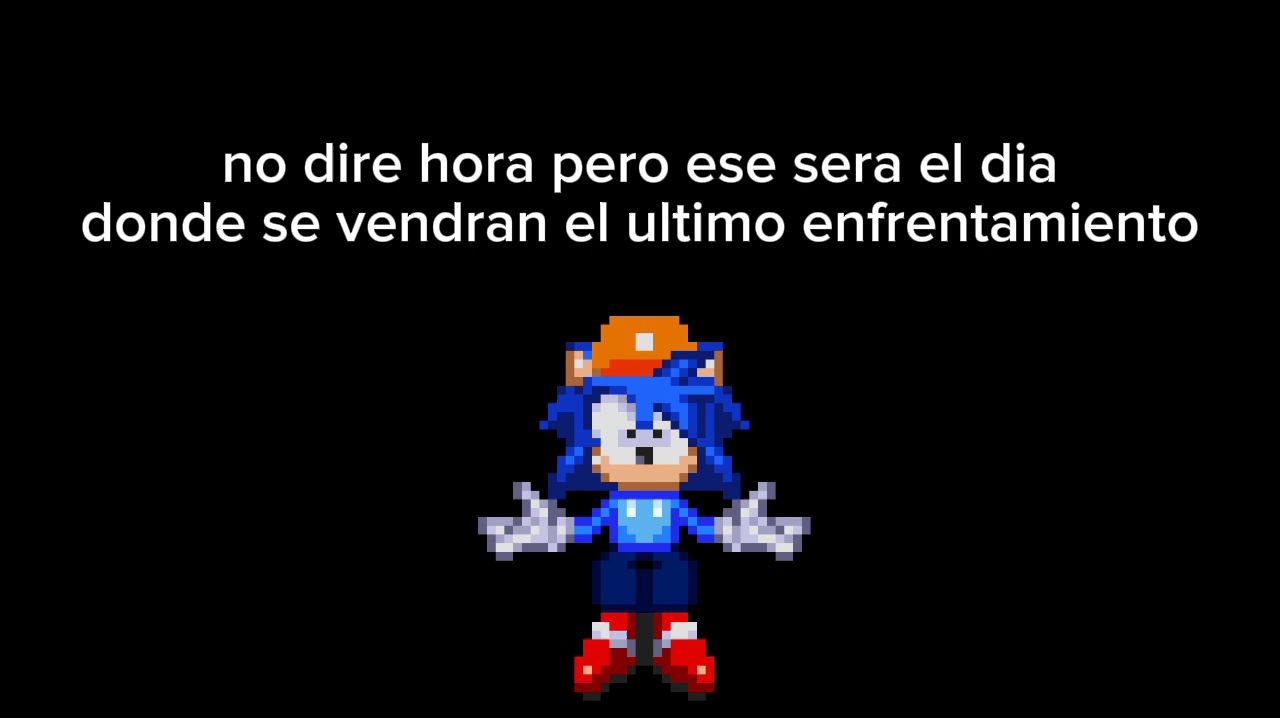 no dire hora pero ese sera el dia
donde se vendran el ultimo enfrentamiento